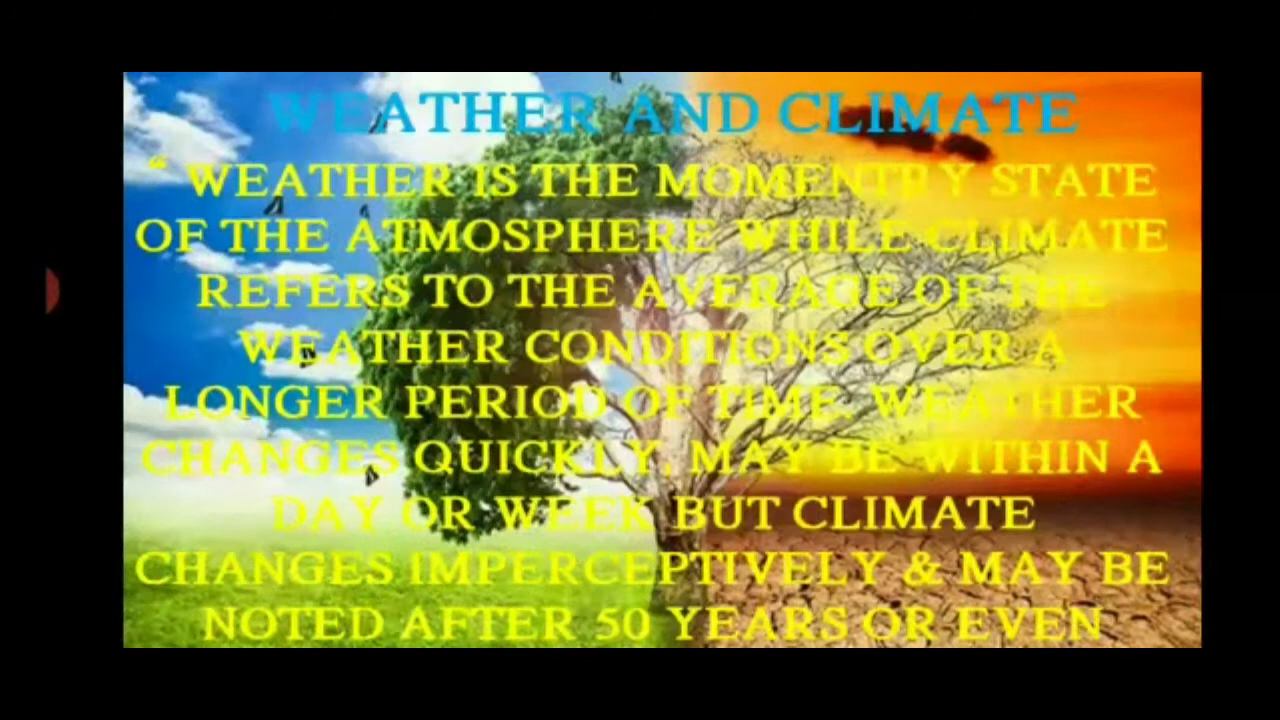 WEATHER AND CLIMATE
“ WEATHER IS THE MOMENTRY STATE
OF THE ATMOSPHERE WHILE CLIMATE
REFERS TO THE AVERAGE OF THE
WEATHER CONDITIONS OVER A
LONGER PERIOD OF TIME. WEATHER
CHANGES QUICKLY, MAY BE WITHIN A
DAY OR WEEK BUT CLIMATE
CHANGES IMPERCEPTIVELY & MAY BE
NOTED AFTER 50 YEARS OR EVEN